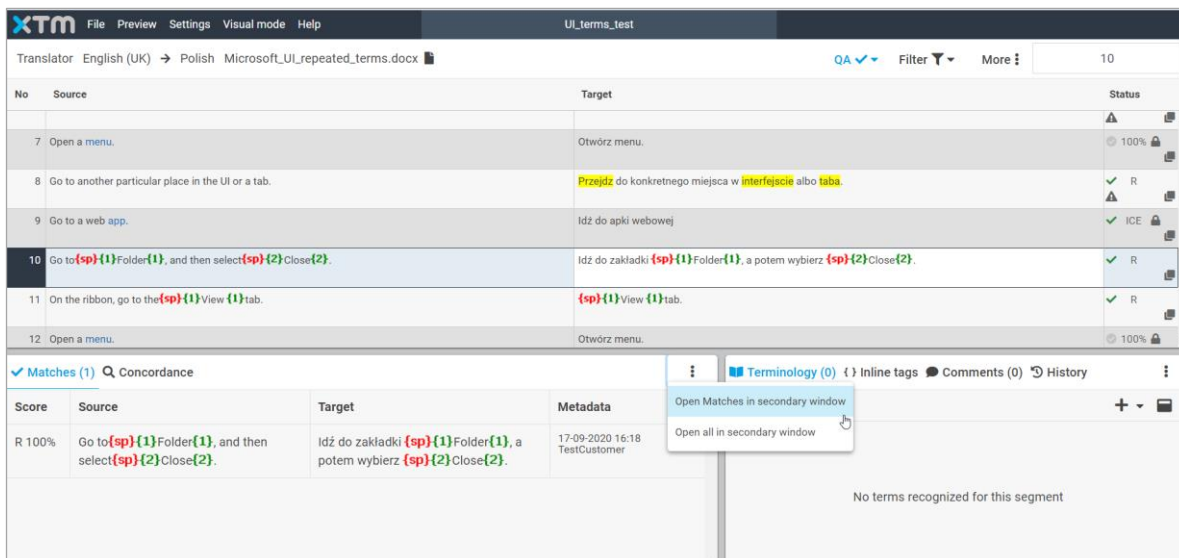 XTM File Preview Settings Visual mode Help UI_terms_test
Translator English (UK) → Polish Microsoft_UI_repeated_terms.docx QA Filter More 10
No Source Target Status
7 Open a menu. Otwórz menu. 100%
8 Go to another particular place in the UI or a tab. Przejdz do konkretnego miejsca w interfejscie albo taba. R
9 Go to a web app. Idź do apki webowej ICE
10 Go to{sp}{1}Folder{1}, and then select{sp}{2}Close{2}. Idź do zakładki {sp}{1}Folder{1}, a potem wybierz {sp}{2}Close{2}. R
11 On the ribbon, go to the{sp}{1}View {1}tab. {sp}{1}View {1}tab. R
12 Open a menu. Otwórz menu. 100%
Matches (1) Concordance Terminology (0) { } Inline tags Comments (0) History
Open Matches in secondary window
Open all in secondary window
Score Source Target Metadata
R 100% Go to{sp}{1}Folder{1}, and then Idź do zakładki {sp}{1}Folder{1}, a 17-09-2020 16:18
select{sp}{2}Close{2}. potem wybierz {sp}{2}Close{2}. TestCustomer
No terms recognized for this segment